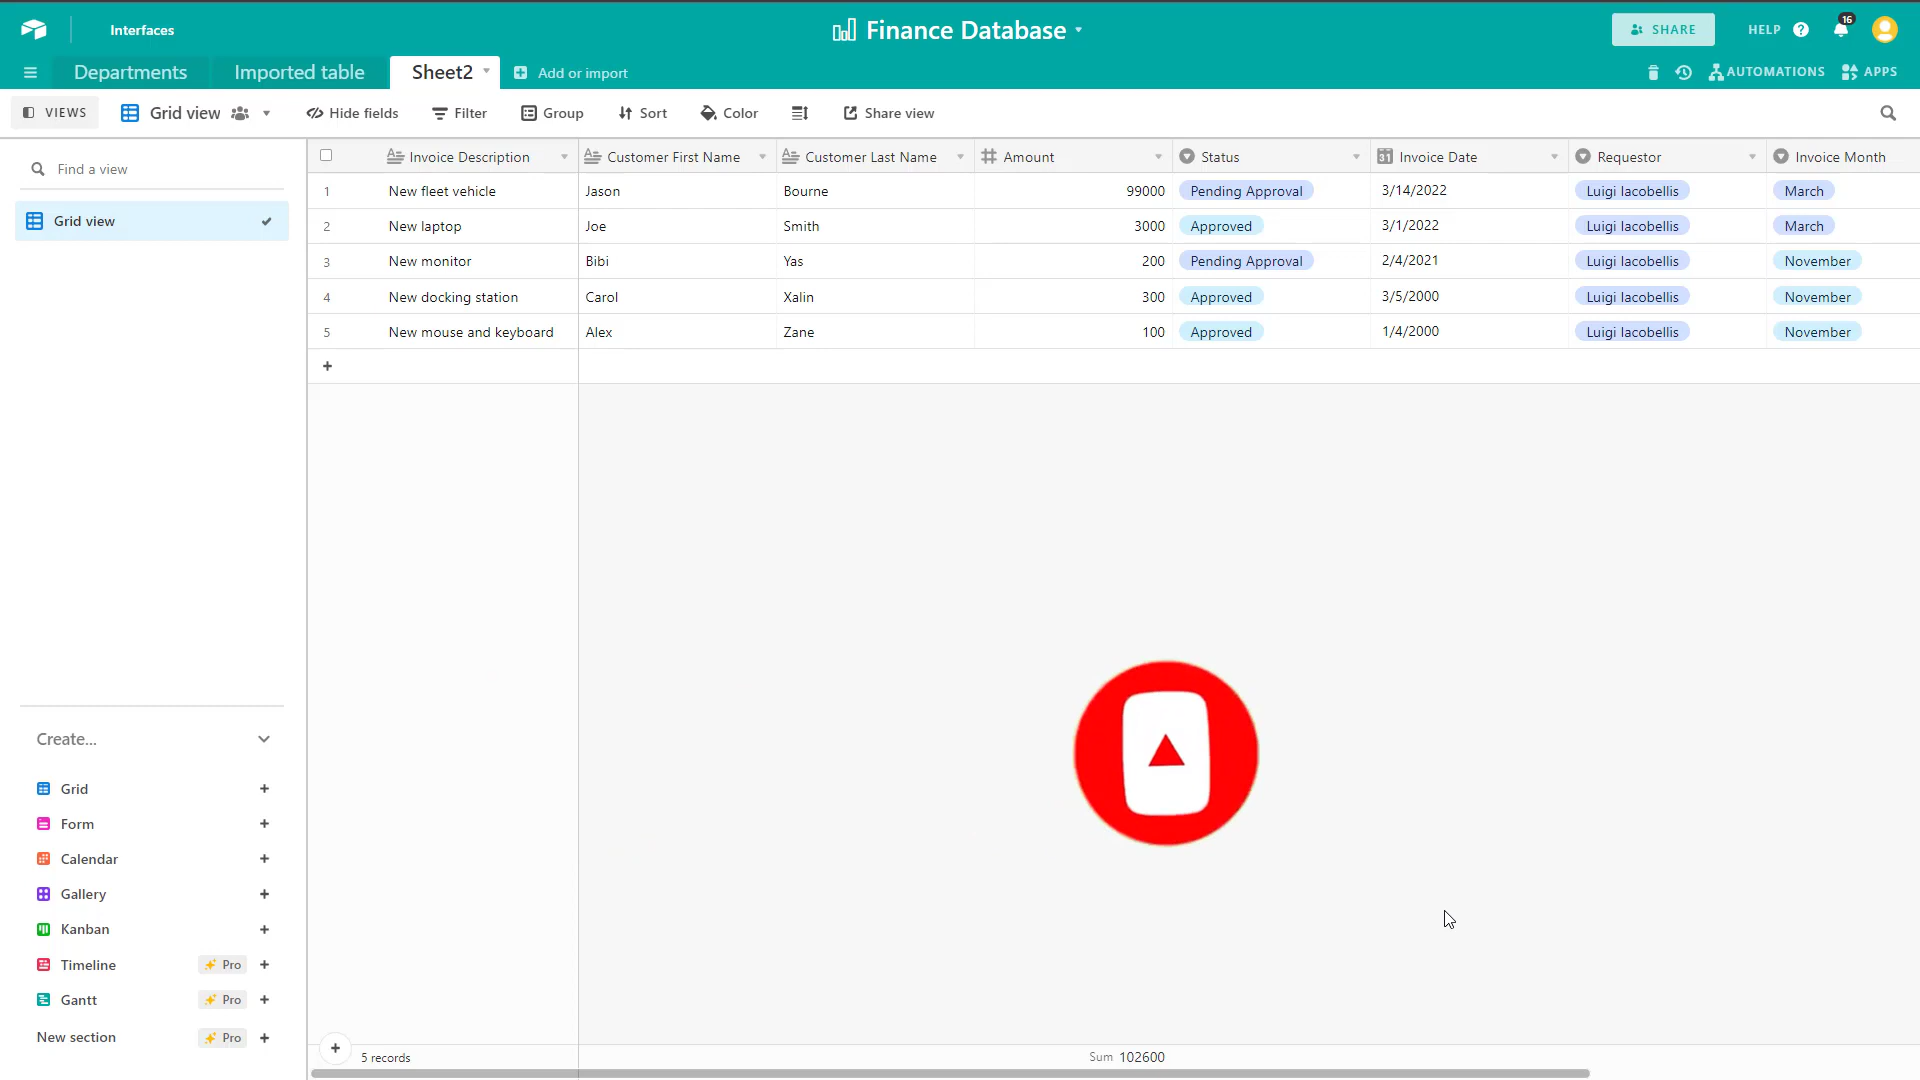 Interfaces
Finance Database
SHARE
HELP
16
Departments
Imported table
Sheet2
Add or import
AUTOMATIONS
APPS
VIEWS
Grid view
Hide fields
Filter
Group
Sort
Color
Share view
Find a view
Grid view
Invoice Description Customer First Name Customer Last Name Amount Status 31 Invoice Date Requestor Invoice Month
1 New fleet vehicle Jason Bourne 99000 Pending Approval 3/14/2022 Luigi Iacobellis March
2 New laptop Joe Smith 3000 Approved 3/1/2022 Luigi Iacobellis March
3 New monitor Bibi Yas 200 Pending Approval 2/4/2021 Luigi Iacobellis November
4 New docking station Carol Xalin 300 Approved 3/5/2000 Luigi Iacobellis November
5 New mouse and keyboard Alex Zane 100 Approved 1/4/2000 Luigi Iacobellis November
Create...
Grid
Form
Calendar
Gallery
Kanban
Timeline Pro
Gantt Pro
New section Pro
5 records
Sum 102600